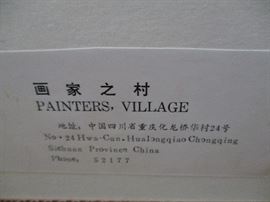 画家之村
PAINTERS, VILLAGE
地址: 中国四川省重庆化龙桥华村24号
No·24 Hwa-Cun.Hualongqiao Chongqing
Sichuan Province China
Phone, 52177